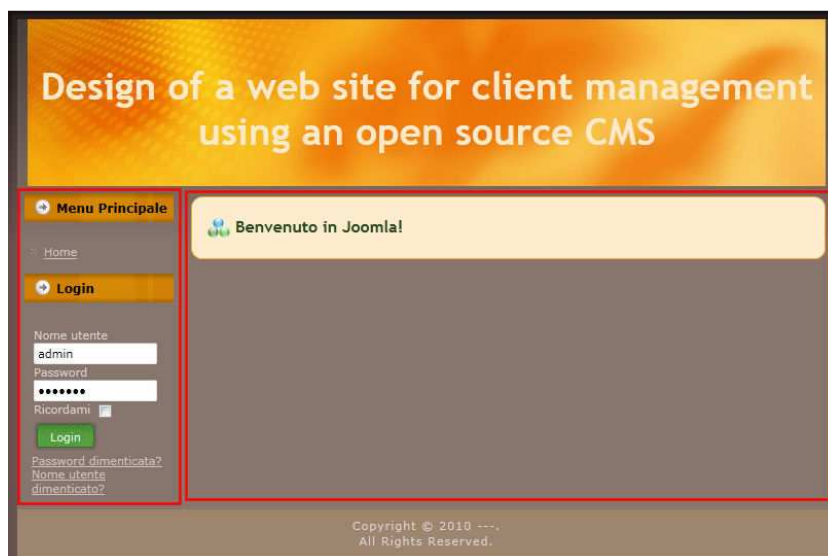 Design of a web site for client management
using an open source CMS
Menu Principale
Home
Login
Nome utente
admin
Password
•••••••
Ricordami
Login
Password dimenticata?
Nome utente
dimenticato?
Benvenuto in Joomla!
Copyright © 2010 ---.
All Rights Reserved.